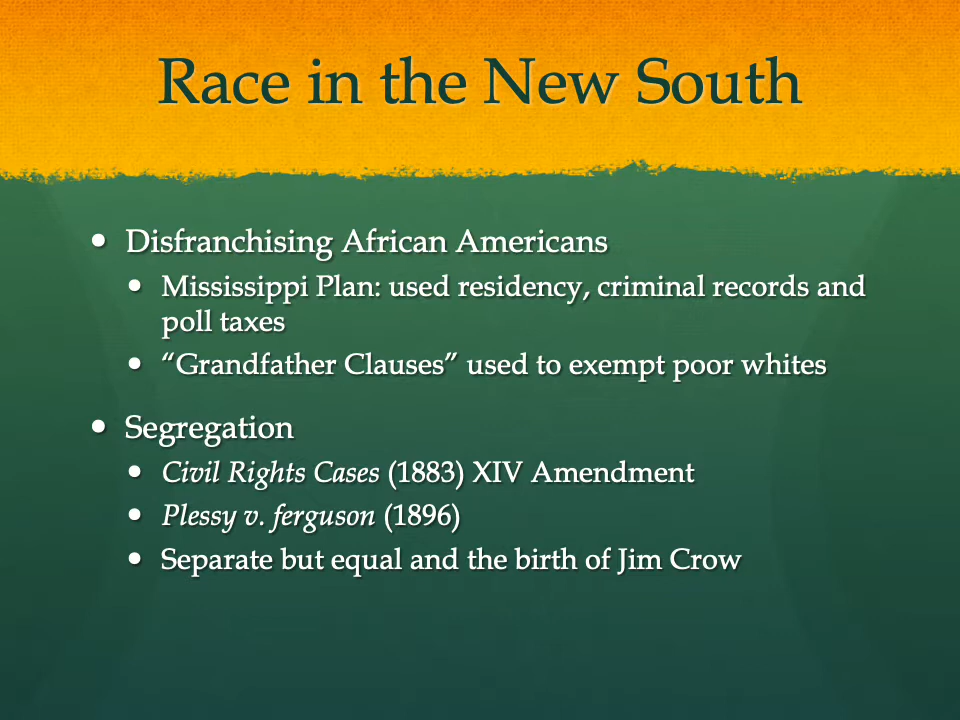 Race in the New South
• Disfranchising African Americans
• Mississippi Plan: used residency, criminal records and
poll taxes
• “Grandfather Clauses” used to exempt poor whites
• Segregation
• Civil Rights Cases (1883) XIV Amendment
• Plessy v. ferguson (1896)
• Separate but equal and the birth of Jim Crow